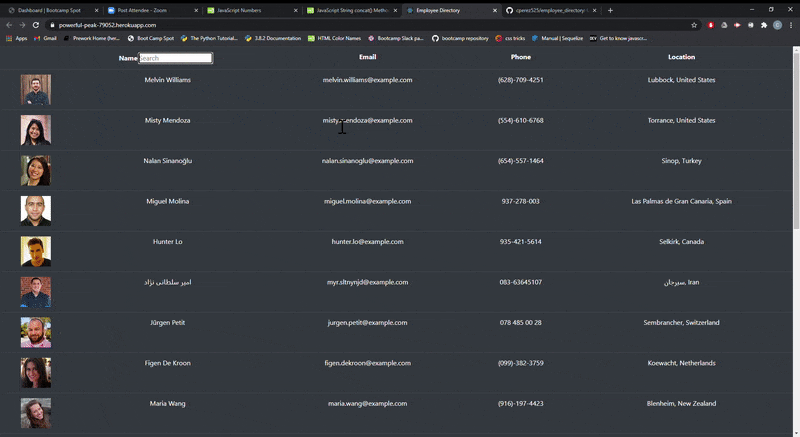 Dashboard | Bootcamp Spot
Post Attendee - Zoom
JavaScript Numbers
JavaScript String concat() Metho
Employee Directory
cperez525/employee_directory:
powerful-peak-79052.herokuapp.com
Apps
Gmail
Prework Home (/wo...
Boot Camp Spot
The Python Tutorial...
3.8.2 Documentation
HTML Color Names
Bootcamp Slack pa...
bootcamp repository
css tricks
Manual | Sequelize
Get to know javascr...
Name Search Email Phone Location
Melvin Williams melvin.williams@example.com (628)-709-4251 Lubbock, United States
Misty Mendoza misty.mendoza@example.com (554)-610-6768 Torrance, United States
Nalan Sinanoğlu nalan.sinanoglu@example.com (654)-557-1464 Sinop, Turkey
Miguel Molina miguel.molina@example.com 937-278-003 Las Palmas de Gran Canaria, Spain
Hunter Lo hunter.lo@example.com 935-421-5614 Selkirk, Canada
امیر سلطانی نژاد myr.sltnynjd@example.com 083-63645107 سیرجان, Iran
Jürgen Petit jurgen.petit@example.com 078 485 00 28 Sembrancher, Switzerland
Figen De Kroon figen.dekroon@example.com (099)-382-3759 Koewacht, Netherlands
Maria Wang maria.wang@example.com (916)-197-4423 Blenheim, New Zealand